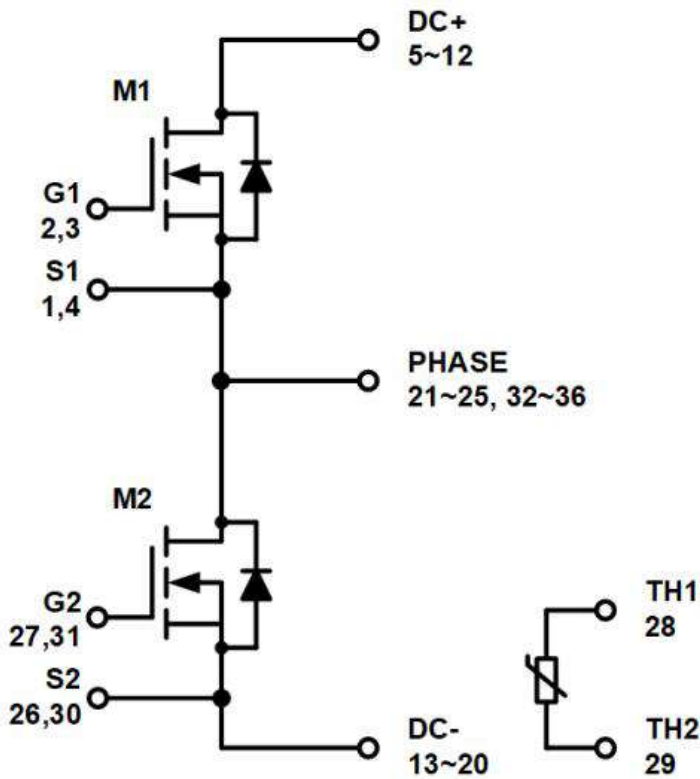 DC+
5~12
M1
G1
2,3
S1
1,4
PHASE
21~25, 32~36
M2
G2
27,31
S2
26,30
TH1
28
DC-
13~20
TH2
29